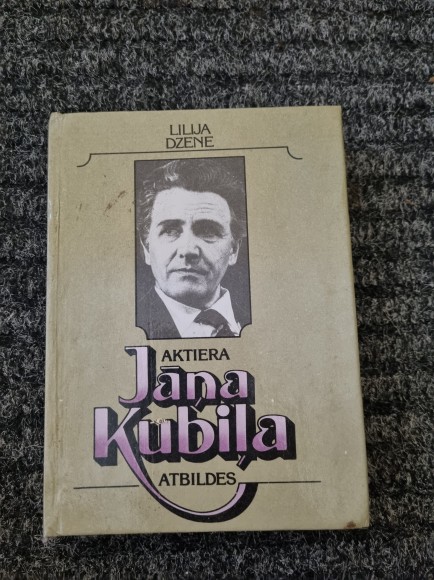 LILIJA
DZENE
AKTIERA
Jāņa
Kubiļa
ATBILDES